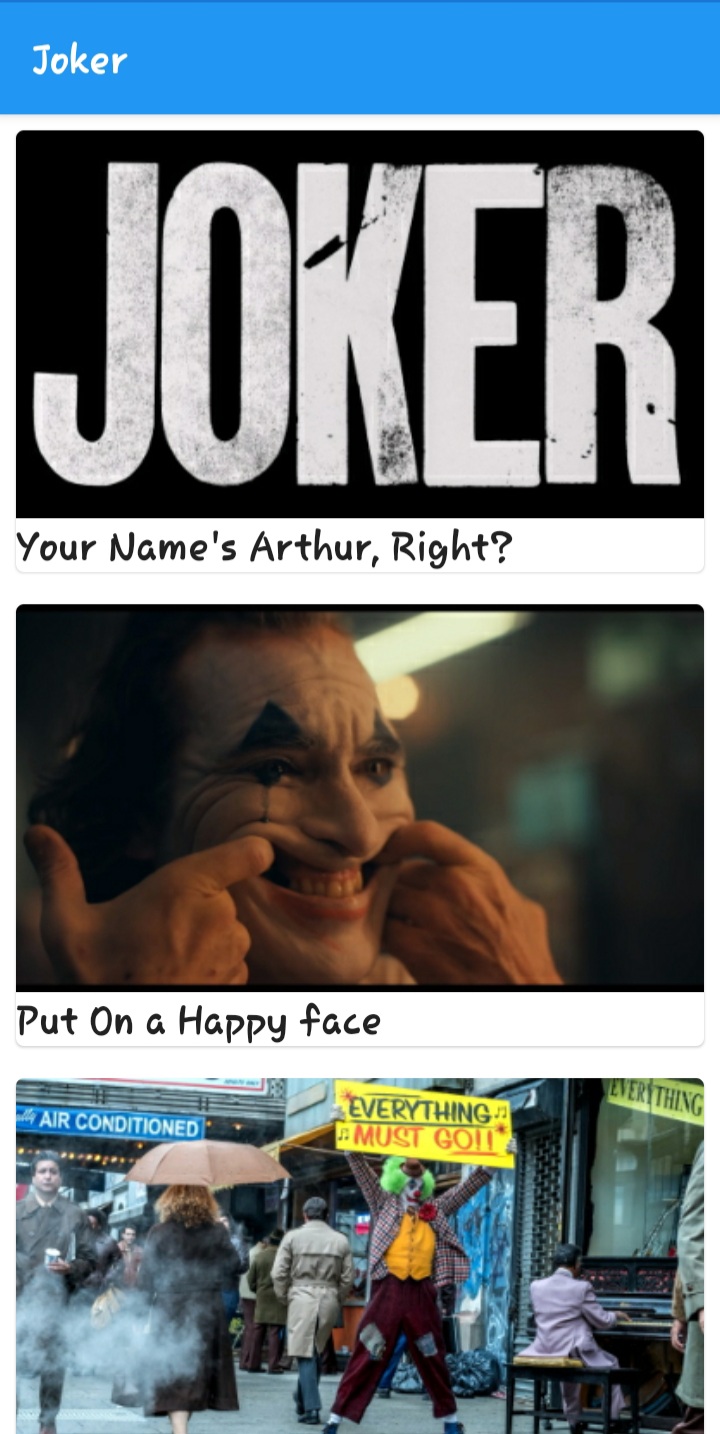 Joker
JOKER
Your Name's Arthur, Right?
Put On a Happy face
AIR CONDITIONED
EVERYTHING
MUST GO!!
EVERYTHING